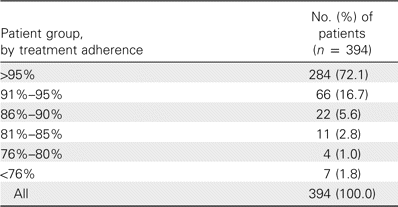 Patient group, by treatment adherence No. (%) of patients (n = 394)
>95% 284 (72.1)
91%–95% 66 (16.7)
86%–90% 22 (5.6)
81%–85% 11 (2.8)
76%–80% 4 (1.0)
<76% 7 (1.8)
All 394 (100.0)